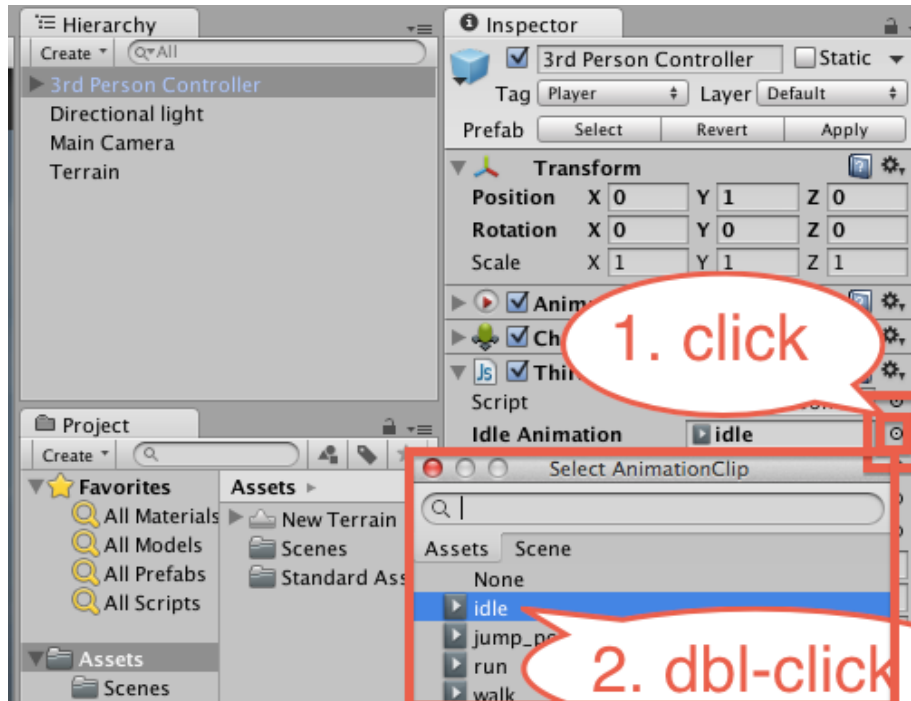 Hierarchy
Create All
3rd Person Controller
Directional light
Main Camera
Terrain
Inspector
3rd Person Controller Static
Tag Player Layer Default
Prefab Select Revert Apply
Transform
Position X 0 Y 1 Z 0
Rotation X 0 Y 0 Z 0
Scale X 1 Y 1 Z 1
1. click
Js
Script
Idle Animation idle
Project
Create
Favorites
All Materials
All Models
All Prefabs
All Scripts
Assets
Scenes
Assets
New Terrain
Scenes
Standard Ass
Select AnimationClip
Assets Scene
None
idle
run
walk
2. dbl-click